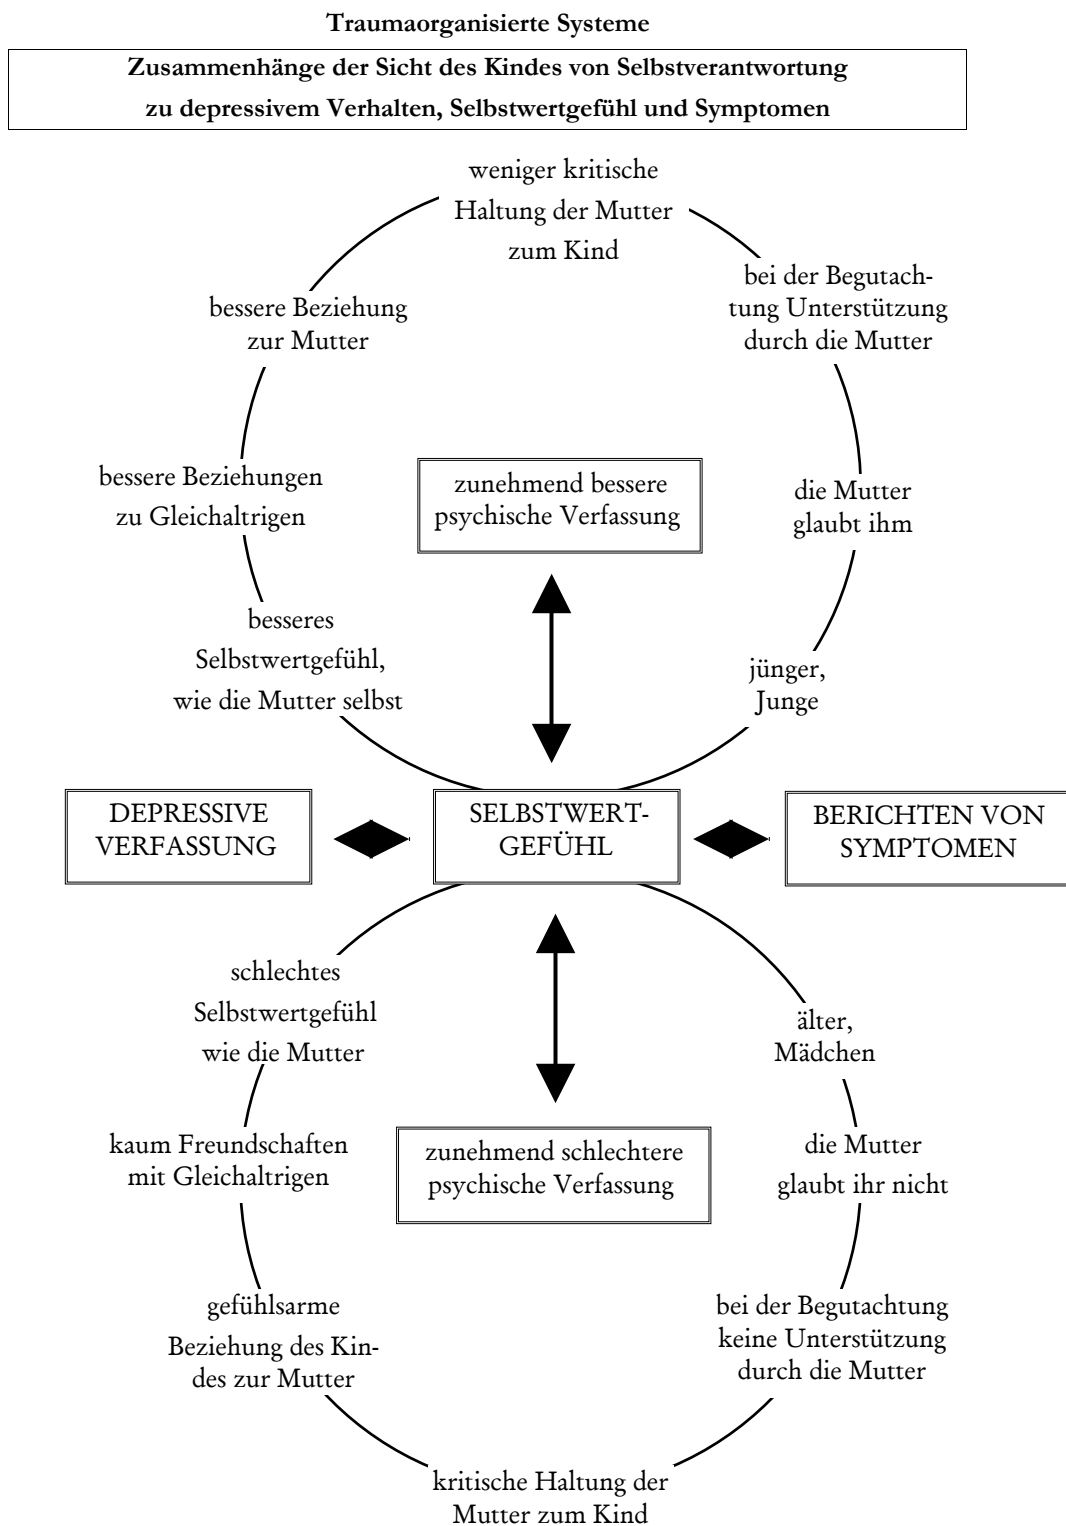 Traumaorganisierte Systeme
Zusammenhänge der Sicht des Kindes von Selbstverantwortung
zu depressivem Verhalten, Selbstwertgefühl und Symptomen
weniger kritische
Haltung der Mutter
zum Kind
bei der Begutach-
tung Unterstützung
durch die Mutter
bessere Beziehung
zur Mutter
bessere Beziehungen
zu Gleichaltrigen
zunehmend bessere
psychische Verfassung
die Mutter
glaubt ihm
besseres
Selbstwertgefühl,
wie die Mutter selbst
jünger,
Junge
DEPRESSIVE
VERFASSUNG
SELBSTWERT-
GEFÜHL
BERICHTEN VON
SYMPTOMEN
schlechtes
Selbstwertgefühl
wie die Mutter
älter,
Mädchen
kaum Freundschaften
mit Gleichaltrigen
zunehmend schlechtere
psychische Verfassung
die Mutter
glaubt ihr nicht
gefühlsarme
Beziehung des Kin-
des zur Mutter
bei der Begutachtung
keine Unterstützung
durch die Mutter
kritische Haltung der
Mutter zum Kind